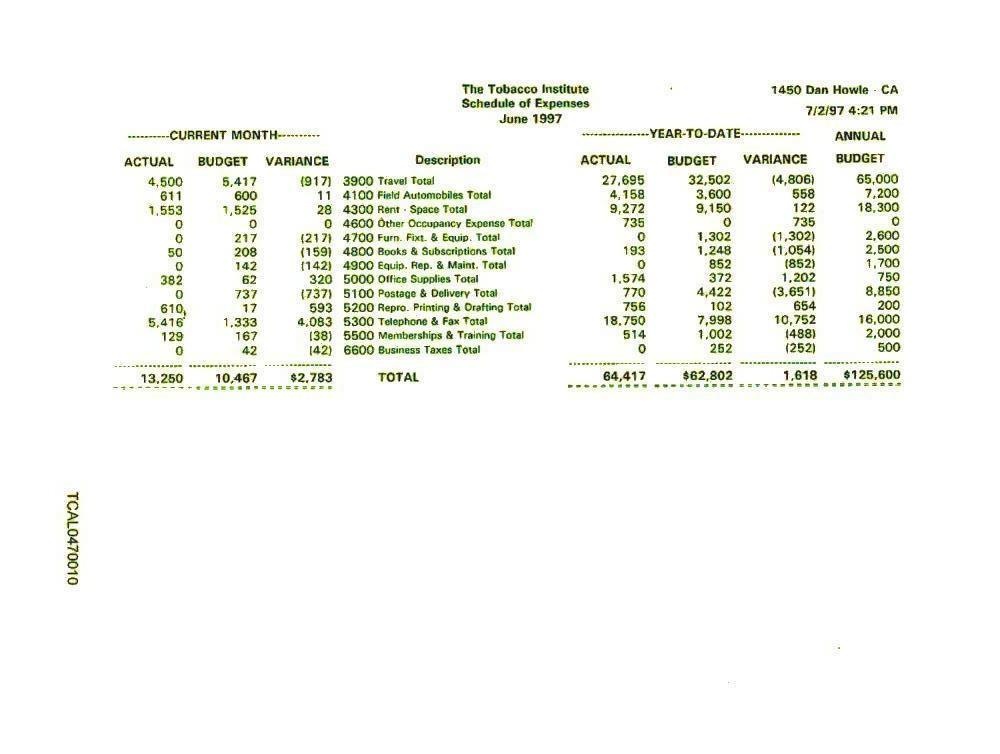 The Tobacco Institute 1450 Dan Howle - CA
Schedule of Expenses
June 1997 7/2/97 4:21 PM
----------CURRENT MONTH---------- ----------------YEAR-TO-DATE-------------- ANNUAL
ACTUAL BUDGET VARIANCE Description ACTUAL BUDGET VARIANCE BUDGET
4,500 5,417 (917) 3900 Travel Total 27,695 32,502 (4,806) 65,000
611 600 11 4100 Field Automobiles Total 4,158 3,600 558 7,200
1,553 1,525 28 4300 Rent - Space Total 9,272 9,150 122 18,300
0 0 0 4600 Other Occupancy Expense Total 735 0 735 0
0 217 (217) 4700 Furn. Fixt. & Equip. Total 0 1,302 (1,302) 2,600
50 208 (159) 4800 Books & Subscriptions Total 193 1,248 (1,054) 2,500
0 142 (142) 4900 Equip. Rep. & Maint. Total 0 852 (852) 1,700
382 62 320 5000 Office Supplies Total 1,574 372 1,202 750
0 737 (737) 5100 Postage & Delivery Total 770 4,422 (3,651) 8,850
610 17 593 5200 Repro. Printing & Drafting Total 756 102 654 200
5,416 1,333 4,083 5300 Telephone & Fax Total 18,750 7,998 10,752 16,000
129 167 (38) 5500 Memberships & Training Total 514 1,002 (488) 2,000
0 42 (42) 6600 Business Taxes Total 0 252 (252) 500
13,250 10,467 $2,783 TOTAL 64,417 $62,802 1,618 $125,600
TCAL0470010